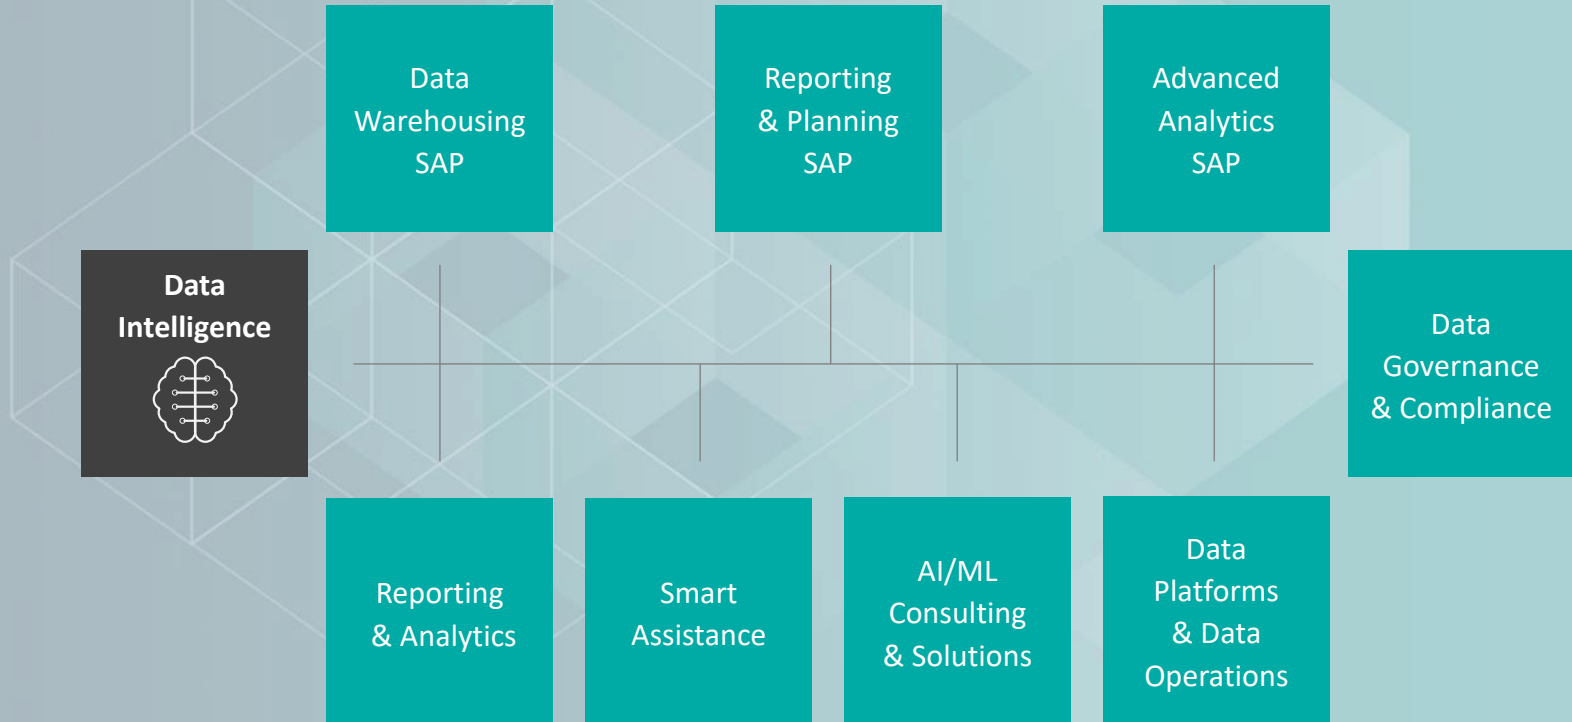 Data
Warehousing
SAP
Reporting
& Planning
SAP
Advanced
Analytics
SAP
Data
Intelligence
Data
Governance
& Compliance
Reporting
& Analytics
Smart
Assistance
AI/ML
Consulting
& Solutions
Data
Platforms
& Data
Operations